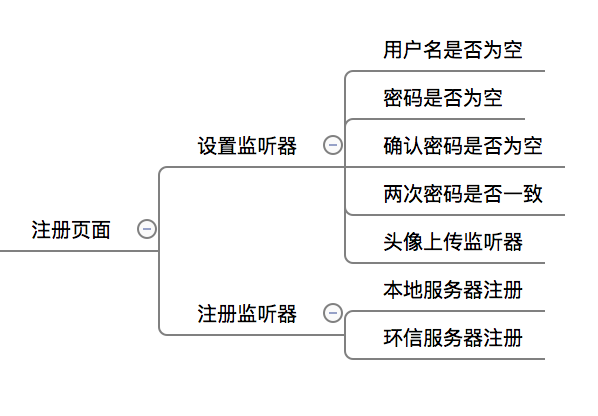 用户名是否为空
密码是否为空
设置监听器
确认密码是否为空
两次密码是否一致
注册页面
头像上传监听器
本地服务器注册
注册监听器
环信服务器注册